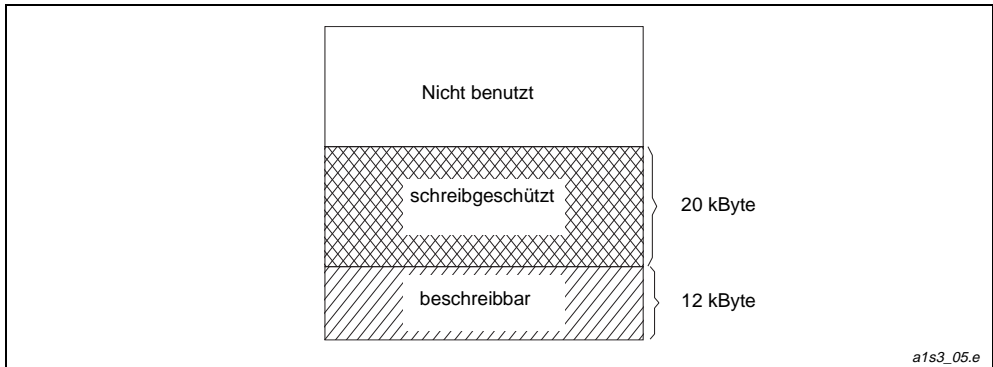 Nicht benutzt
schreibgeschützt
20 kByte
beschreibbar
12 kByte
a1s3_05.e